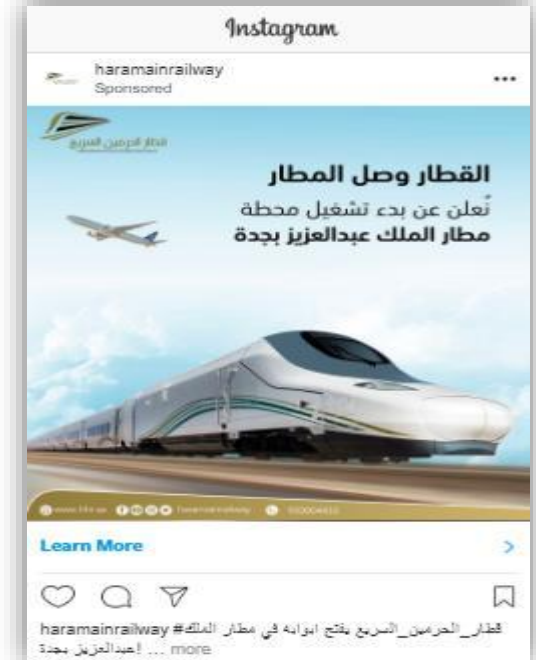 Instagram
haramainrailway
Sponsored
قطار الحرمين السريع
القطار وصل المطار
نُعلن عن بدء تشغيل محطة
مطار الملك عبدالعزيز بجدة
haramainrailway
Learn More
haramainrailway #قطار_الحرمين_السريع يفتح ابوابه في مطار الملك
عبدالعزيز بجدة! ... more